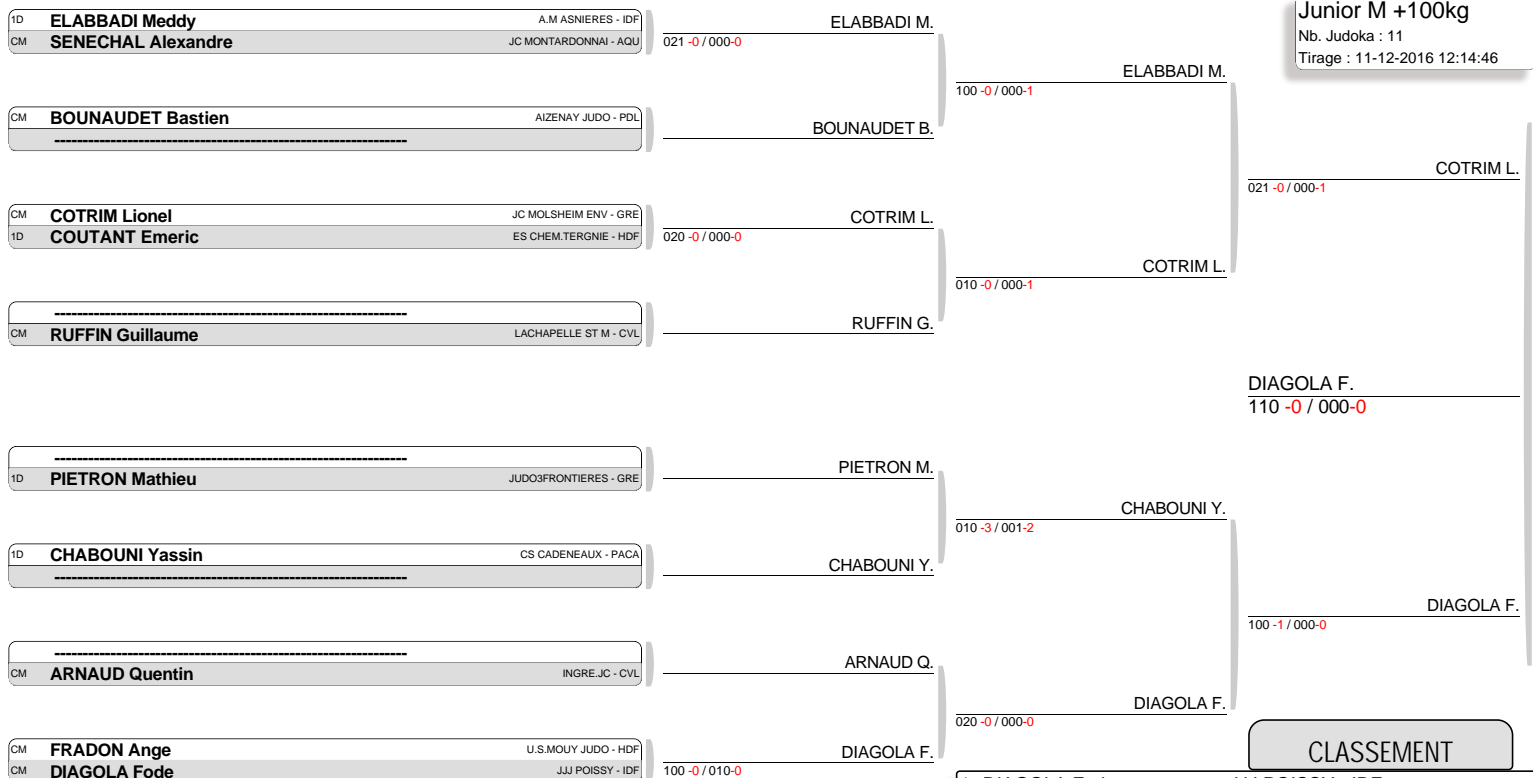 Junior M +100kg
Nb. Judoka : 11
Tirage : 11-12-2016 12:14:46
1D ELABBADI Meddy A.M ASNIERES - IDF
CM SENECHAL Alexandre JC MONTARDONNAI - AQU
CM BOUNAUDET Bastien AIZENAY JUDO - PDL
----------------------------------------------------------------
CM COTRIM Lionel JC MOLSHEIM ENV - GRE
1D COUTANT Emeric ES CHEM.TERGNIE - HDF
----------------------------------------------------------------
CM RUFFIN Guillaume LACHAPELLE ST M - CVL
----------------------------------------------------------------
1D PIETRON Mathieu JUDO3FRONTIERES - GRE
1D CHABOUNI Yassin CS CADENEAUX - PACA
----------------------------------------------------------------
----------------------------------------------------------------
CM ARNAUD Quentin INGRE.JC - CVL
CM FRADON Ange U.S.MOUY JUDO - HDF
CM DIAGOLA Fode JJJ POISSY - IDF
ELABBADI M.
021 -0 / 000-0
BOUNAUDET B.
COTRIM L.
020 -0 / 000-0
RUFFIN G.
PIETRON M.
CHABOUNI Y.
ARNAUD Q.
DIAGOLA F.
100 -0 / 010-0
ELABBADI M.
100 -0 / 000-1
COTRIM L.
010 -0 / 000-1
CHABOUNI Y.
010 -3 / 001-2
DIAGOLA F.
020 -0 / 000-0
COTRIM L.
021 -0 / 000-1
DIAGOLA F.
110 -0 / 000-0
DIAGOLA F.
100 -1 / 000-0
CLASSEMENT